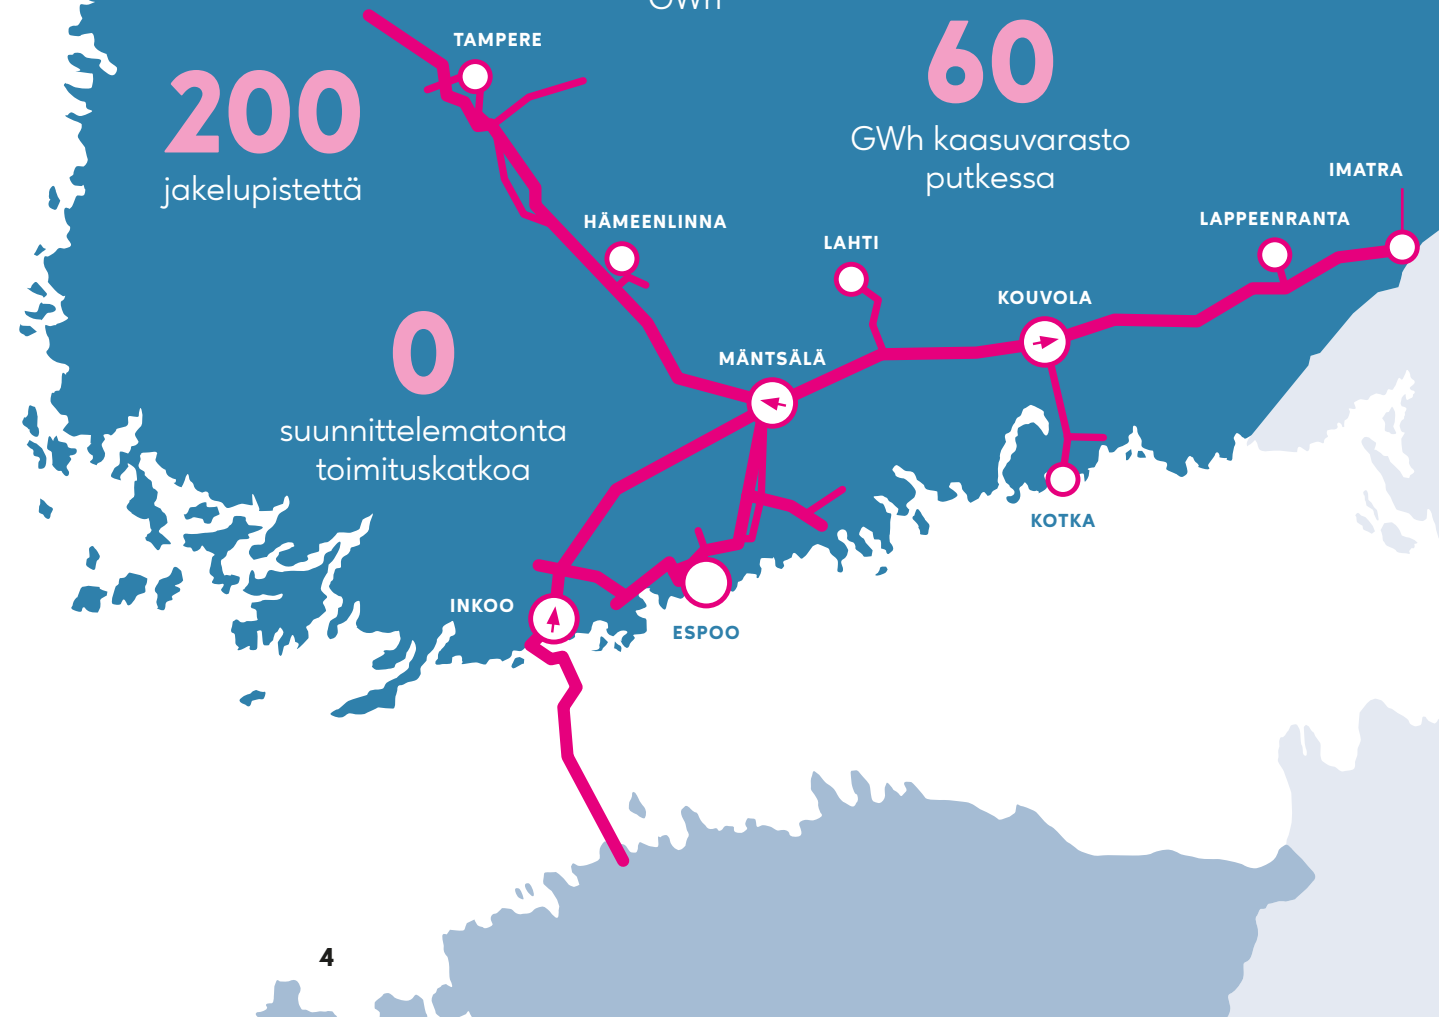 GWh
TAMPERE
60
200
GWh kaasuvarasto
putkessa
jakelupistettä
IMATRA
LAPPEENRANTA
HÄMEENLINNA
LAHTI
KOUVOLA
0
MÄNTSÄLÄ
suunnittelematonta
toimituskatkoa
KOTKA
INKOO
ESPOO
4